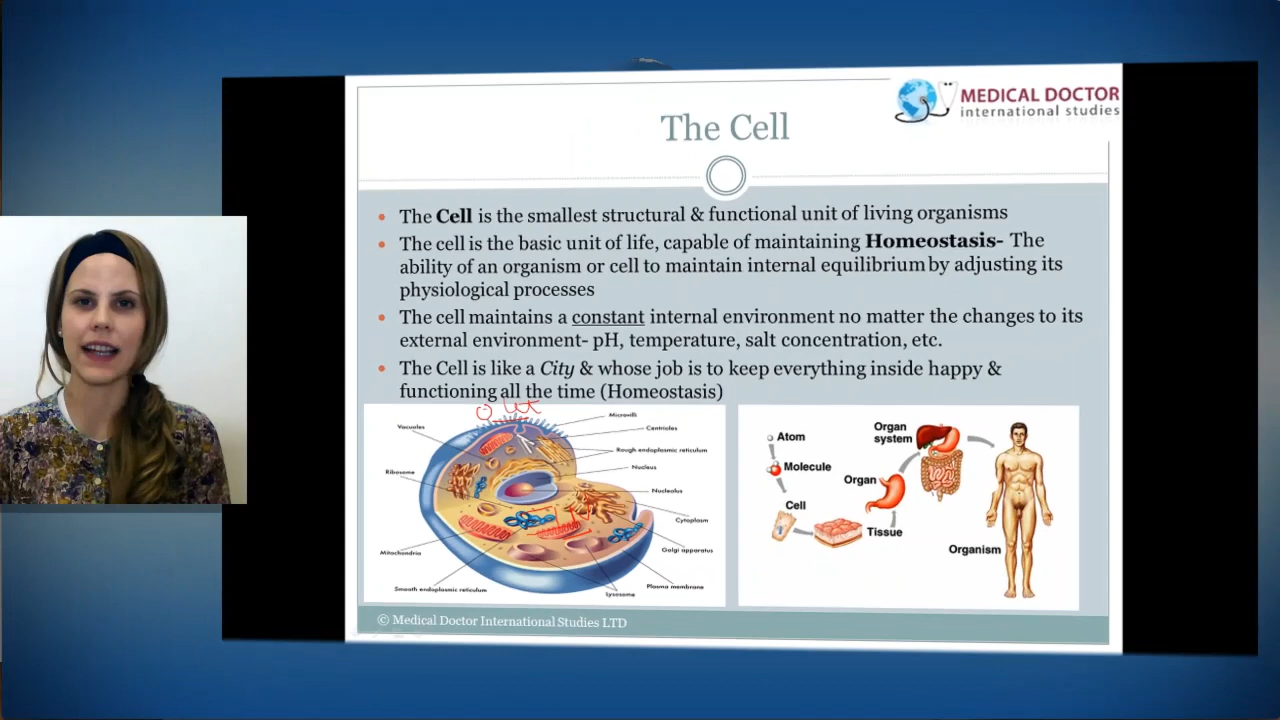 MEDICAL DOCTOR
international studies
The Cell
• The Cell is the smallest structural & functional unit of living organisms
• The cell is the basic unit of life, capable of maintaining Homeostasis- The
ability of an organism or cell to maintain internal equilibrium by adjusting its
physiological processes
• The cell maintains a constant internal environment no matter the changes to its
external environment- pH, temperature, salt concentration, etc.
• The Cell is like a City & whose job is to keep everything inside happy &
functioning all the time (Homeostasis)
Microvilli
Vacuoles
Centrioles
Rough endoplasmic reticulum
Nucleus
Ribosome
Nucleolus
Cytoplasm
Mitochondria
Golgi apparatus
Smooth endoplasmic reticulum
Plasma membrane
Lysosome
Atom
Molecule
Cell
Tissue
Organ
Organ
system
Organism
© Medical Doctor International Studies LTD